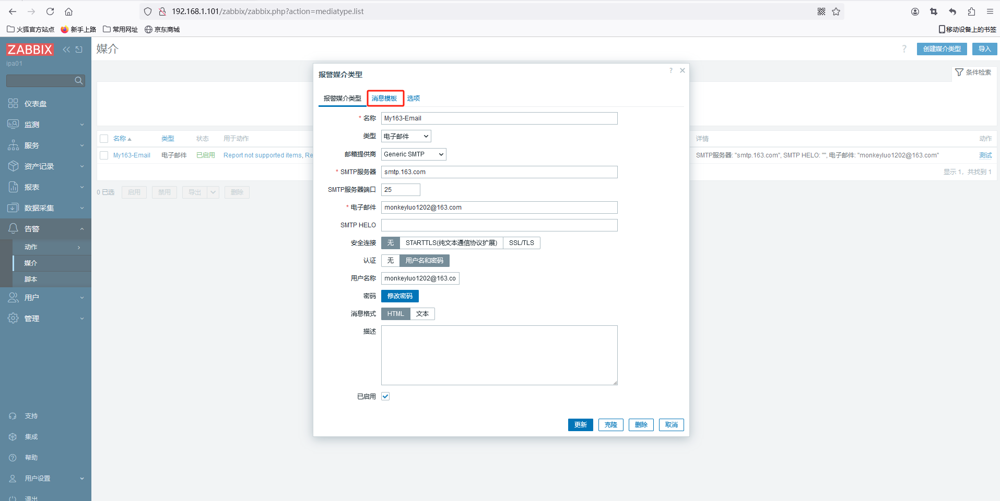 192.168.1.101/zabbix/zabbix.php?action=mediatype.list
火狐官方站点 新手上路 常用网址 京东商城 移动设备上的书签
ZABBIX
ipa01
仪表盘
监测
服务
资产记录
报表
数据采集
告警
动作
媒介
脚本
用户
管理
支持
集成
帮助
用户设置
退出
媒介
? 创建媒介类型 导入
条件检索
名称 类型 状态 用于动作 详情 动作
My163-Email 电子邮件 已启用 Report not supported items, Re SMTP服务器: "smtp.163.com", SMTP HELO: "", 电子邮件: "monkeyluo1202@163.com" 测试
显示 1，共找到 1
0 已选 启用 禁用 导出 删除
报警媒介类型 ?
报警媒介类型 消息模板 选项
* 名称 My163-Email
类型 电子邮件
邮箱提供商 Generic SMTP
* SMTP服务器 smtp.163.com
SMTP服务器端口 25
* 电子邮件 monkeyluo1202@163.com
SMTP HELO
安全连接 无 STARTTLS(纯文本通信协议扩展) SSL/TLS
认证 无 用户名和密码
用户名称 monkeyluo1202@163.co
密码 修改密码
消息格式 HTML 文本
描述
已启用
更新 克隆 删除 取消